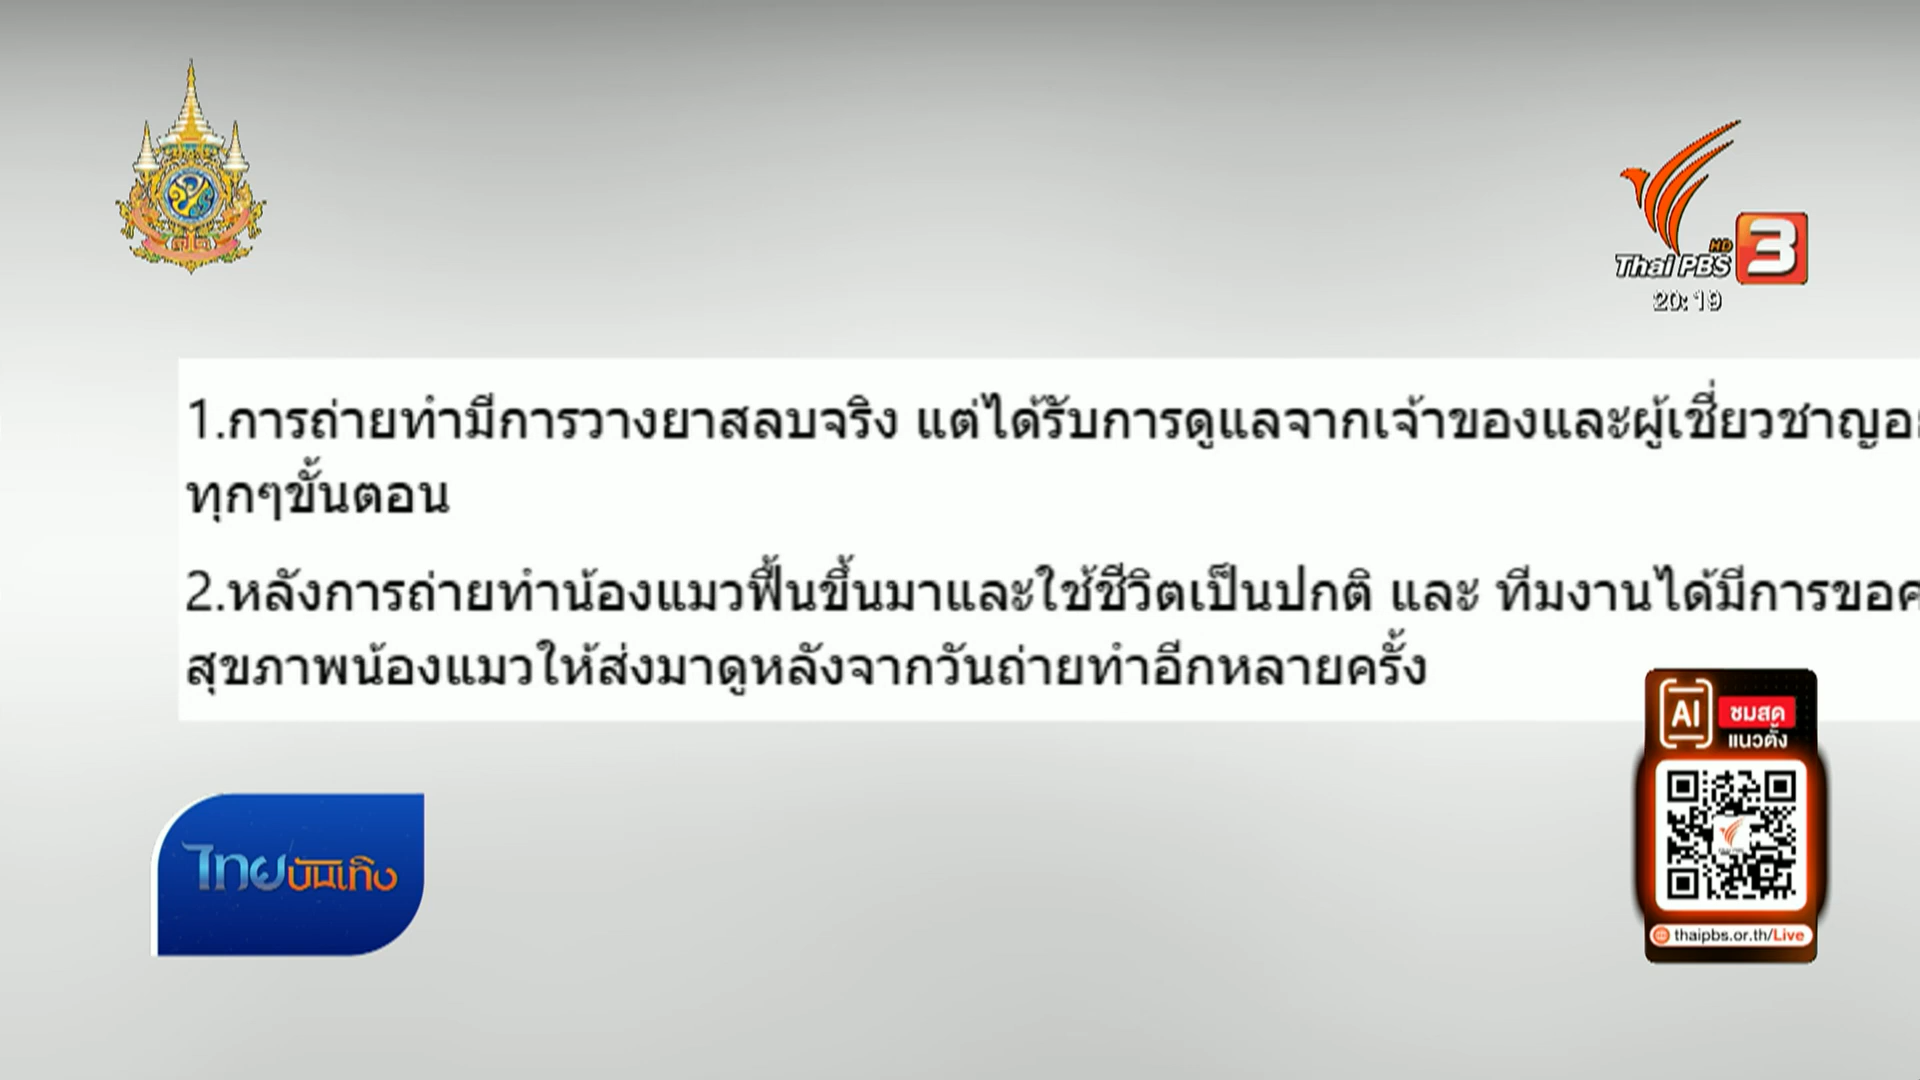 Thai PBS HD 3
20:19
1.การถ่ายทำมีการวางยาสลบจริง แต่ได้รับการดูแลจากเจ้าของและผู้เชี่ยวชาญ
ทุกๆขั้นตอน
2.หลังการถ่ายทำน้องแมวฟื้นขึ้นมาและใช้ชีวิตเป็นปกติ และ ทีมงานได้มีการขอ
สุขภาพน้องแมวให้ส่งมาดูหลังจากวันถ่ายทำอีกหลายครั้ง
AI ชมสด
แนวตั้ง
thaipbs.or.th/Live
ไทยบันเทิง